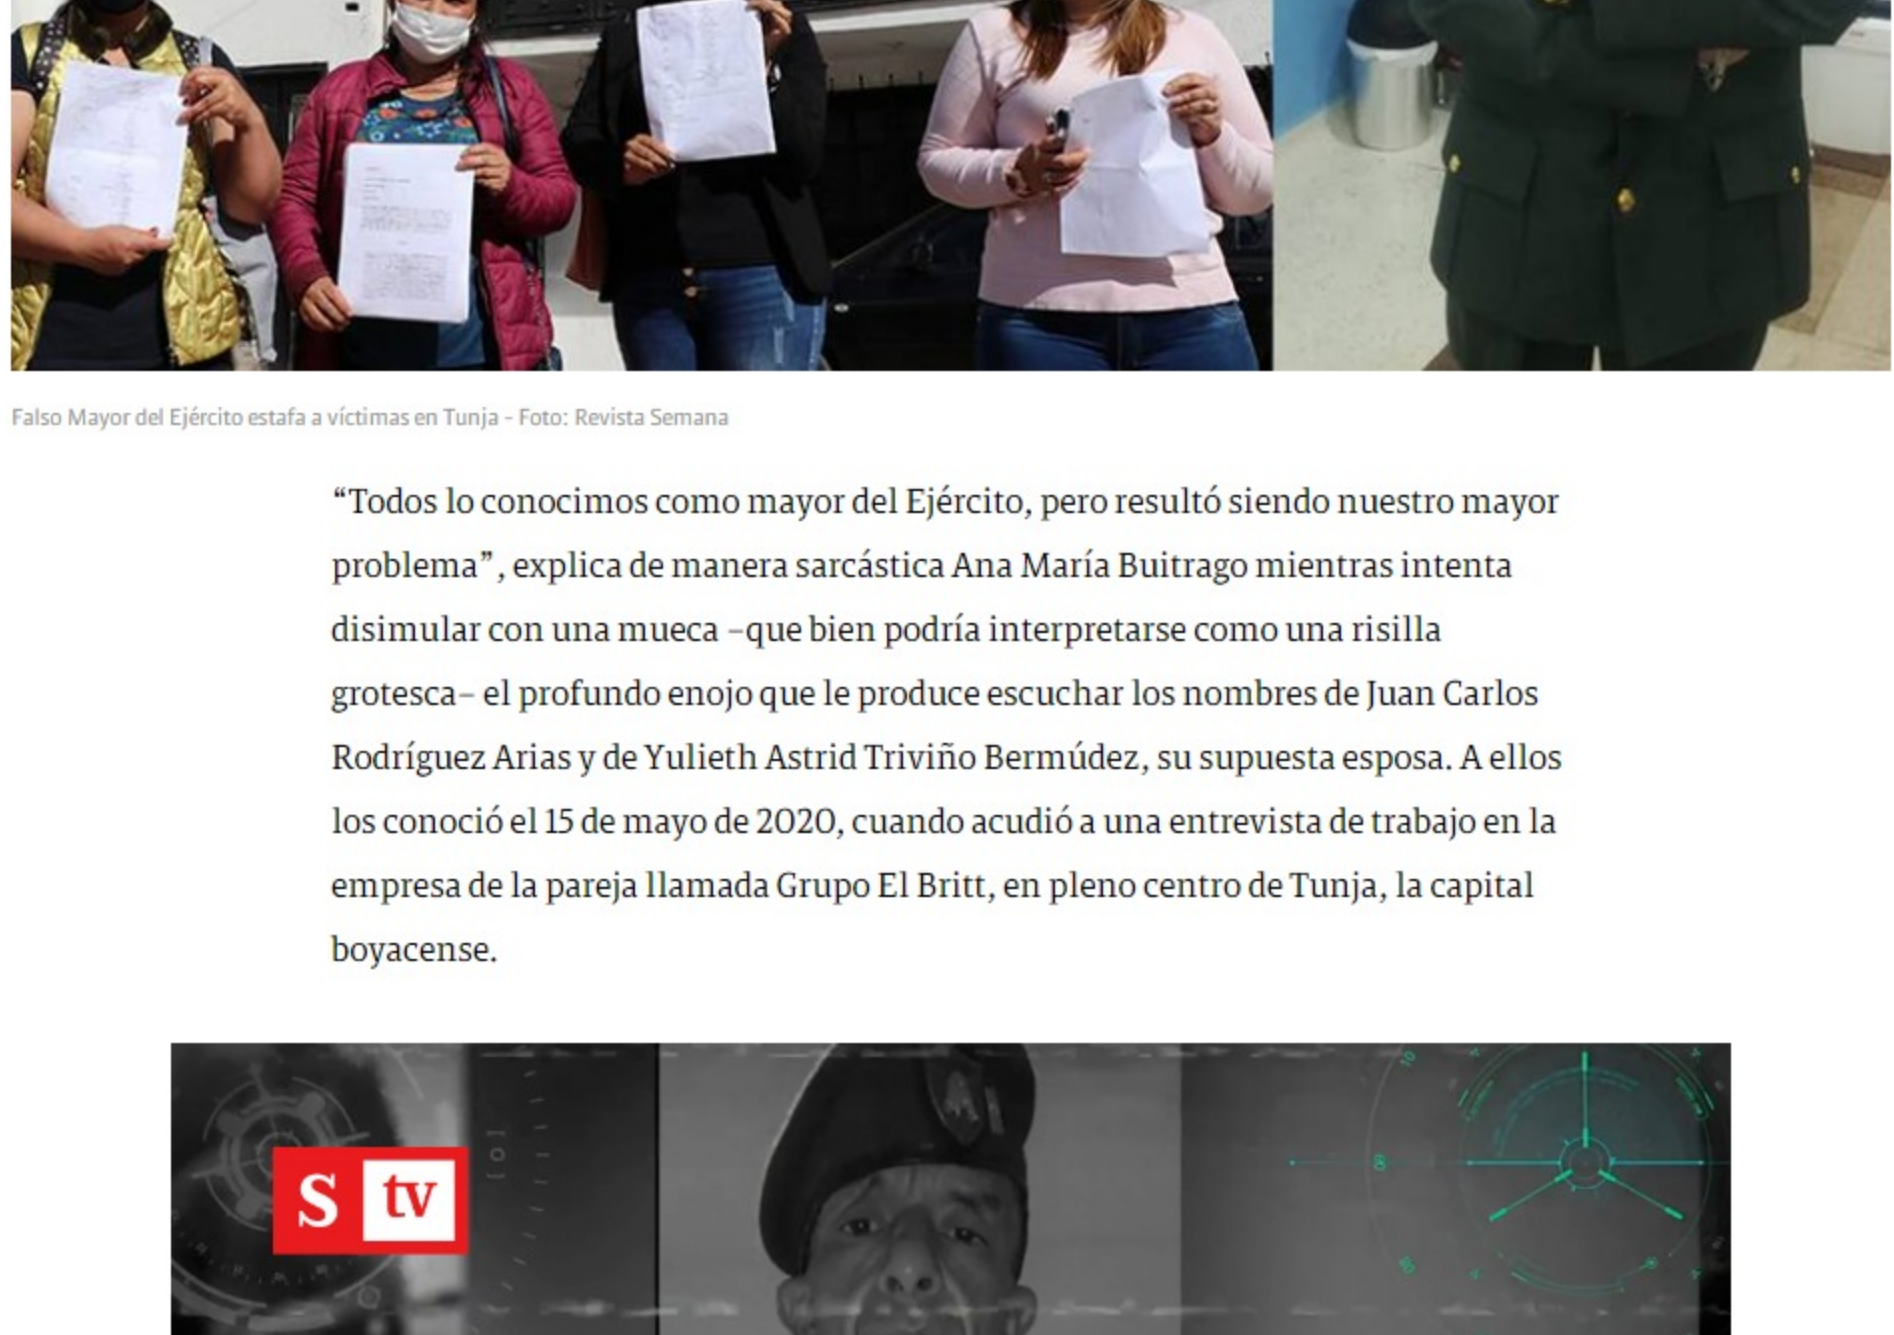 Falso Mayor del Ejército estafa a víctimas en Tunja - Foto: Revista Semana
“Todos lo conocimos como mayor del Ejército, pero resultó siendo nuestro mayor
problema”, explica de manera sarcástica Ana María Buitrago mientras intenta
disimular con una mueca –que bien podría interpretarse como una risilla
grotesca– el profundo enojo que le produce escuchar los nombres de Juan Carlos
Rodríguez Arias y de Yulieth Astrid Triviño Bermúdez, su supuesta esposa. A ellos
los conoció el 15 de mayo de 2020, cuando acudió a una entrevista de trabajo en la
empresa de la pareja llamada Grupo El Britt, en pleno centro de Tunja, la capital
boyacense.
S tv